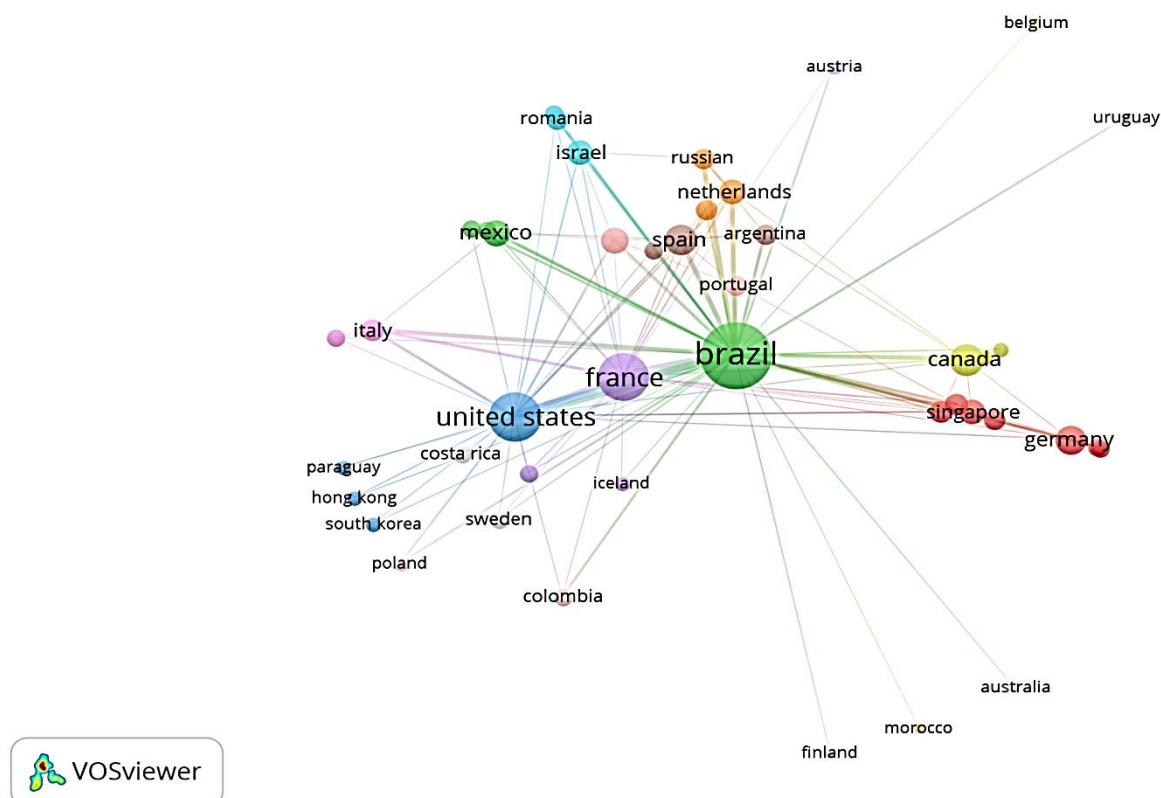 belgium
austria
uruguay
romania
israel
russian
netherlands
mexico
spain
argentina
portugal
italy
brazil
canada
france
united states
singapore
germany
costa rica
paraguay
iceland
hong kong
south korea
sweden
poland
colombia
australia
morocco
finland
VOSviewer